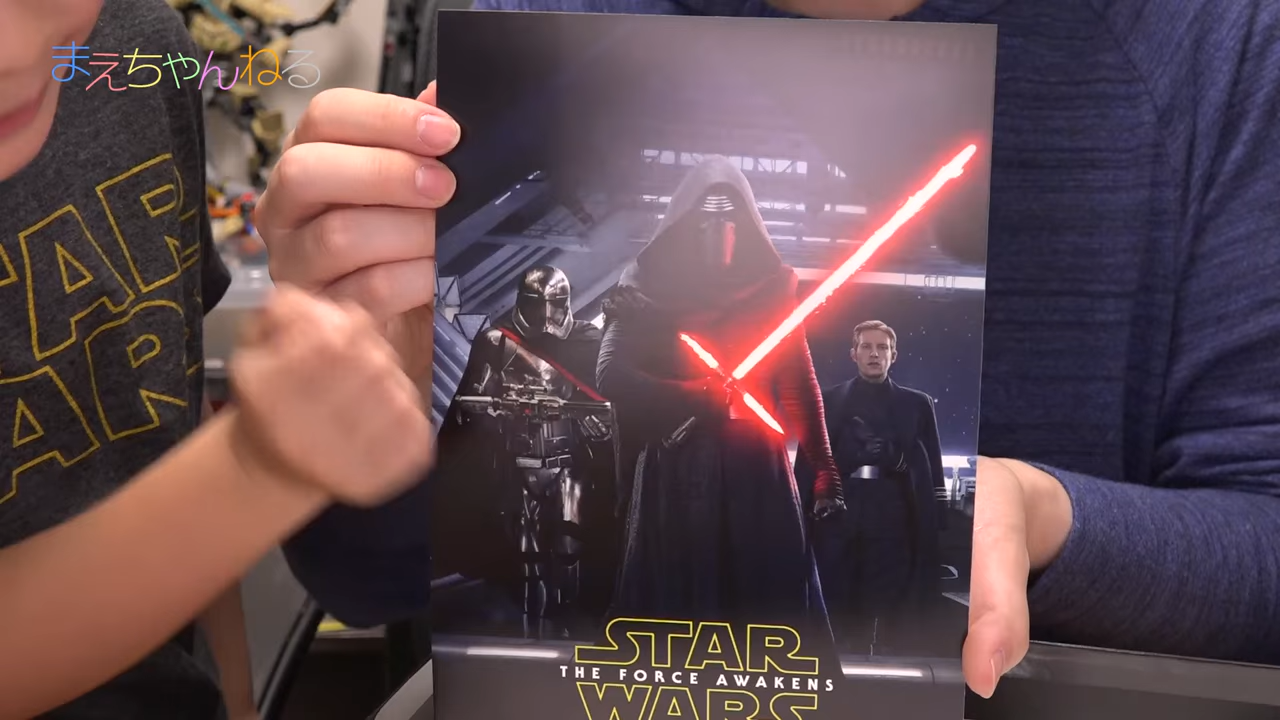 まえちゃんねる
STAR
WARS
STAR
THE FORCE AWAKENS
WARS